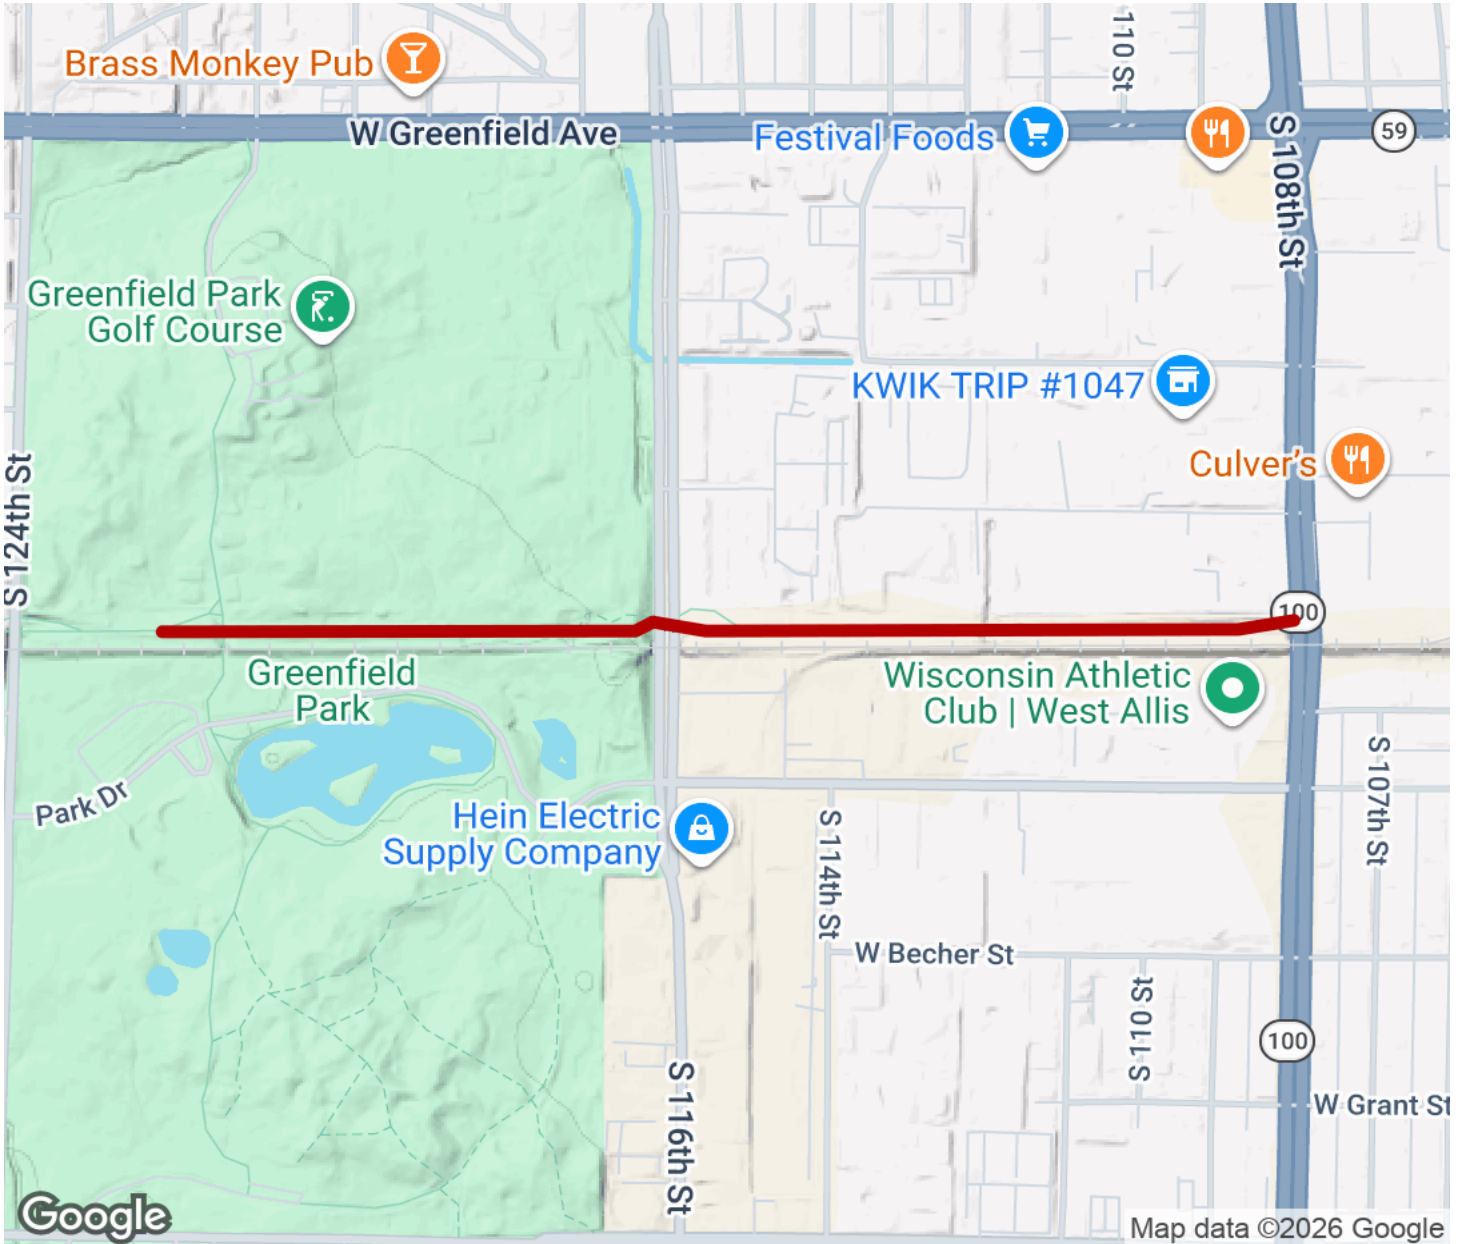 110 St
Brass Monkey Pub
W Greenfield Ave
Festival Foods
59
S 108th St
Greenfield Park
Golf Course
KWIK TRIP #1047
Culver's
S 124th St
100
Greenfield
Park
Wisconsin Athletic
Club | West Allis
Park Dr
S 107th St
Hein Electric
Supply Company
S 114th St
W Becher St
S 110 St
100
S 116th St
W Grant St
Google
Map data ©2026 Google